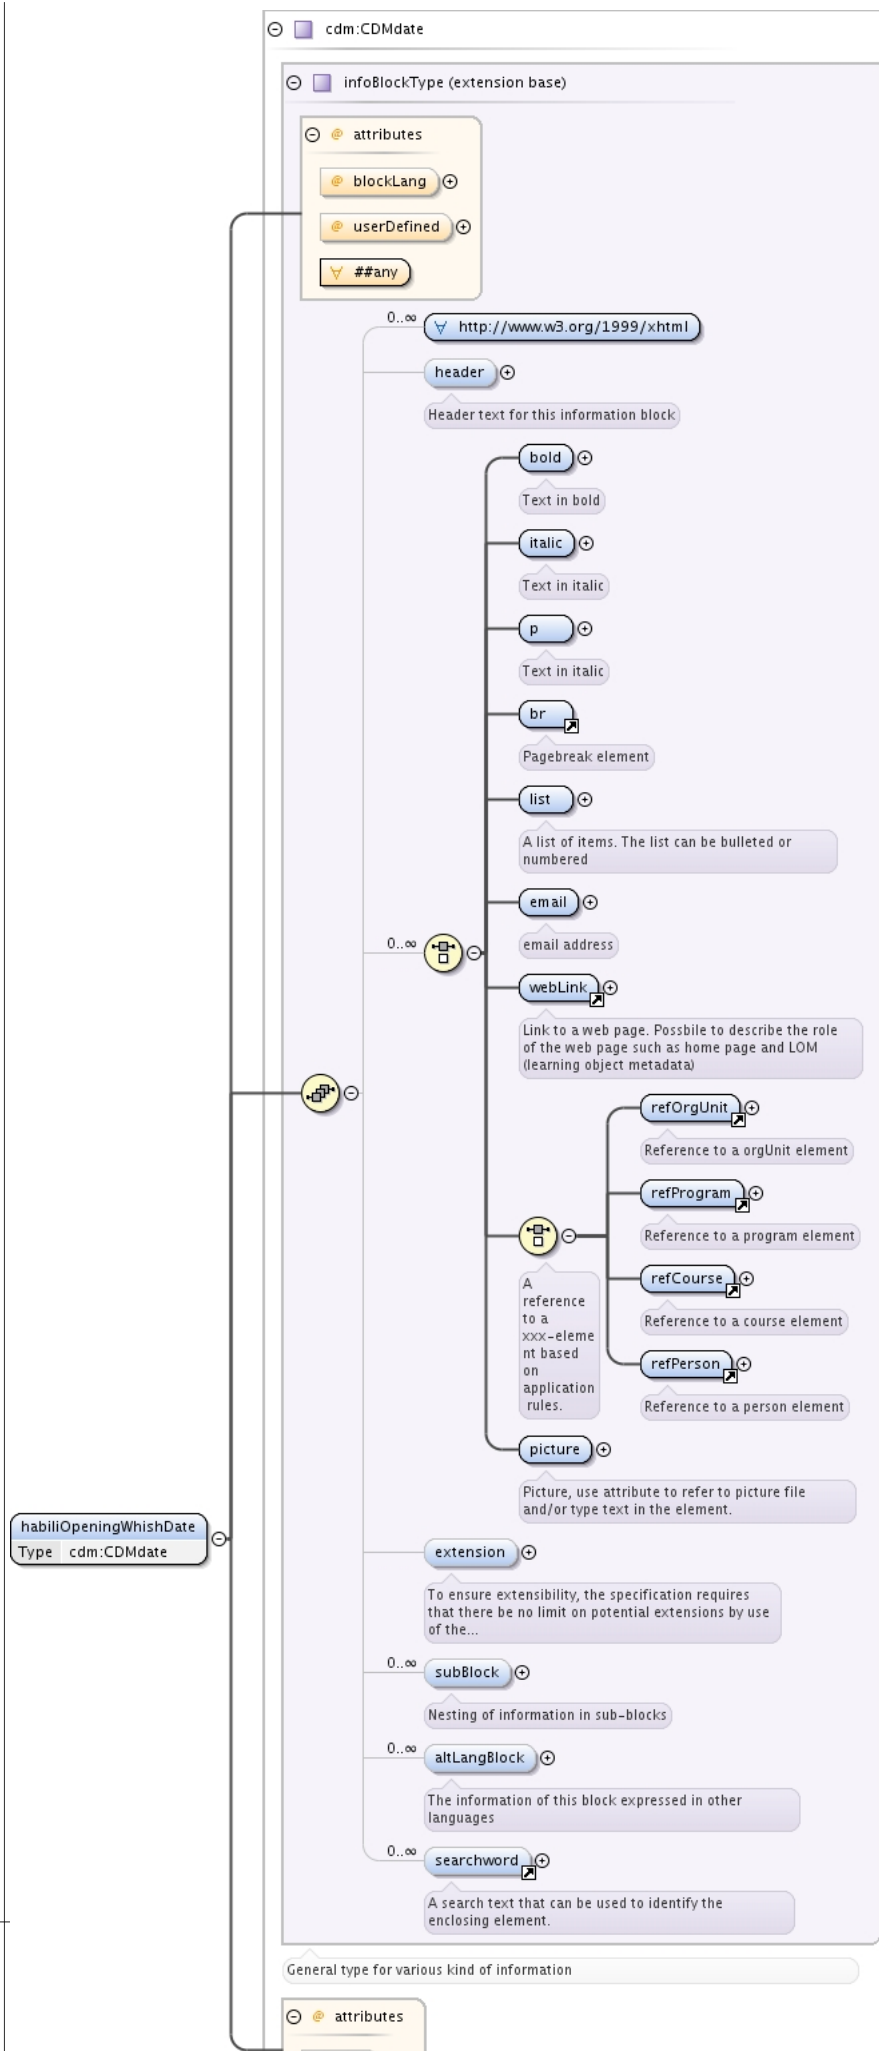 cdm:CDMdate
infoBlockType (extension base)
@ attributes
@ blockLang
@ userDefined
∀ ##any
0..∞
∀ http://www.w3.org/1999/xhtml
header
Header text for this information block
bold
Text in bold
italic
Text in italic
p
Text in italic
br
Pagebreak element
list
A list of items. The list can be bulleted or
numbered
email
email address
0..∞
webLink
Link to a web page. Possbile to describe the role
of the web page such as home page and LOM
(learning object metadata)
refOrgUnit
Reference to a orgUnit element
refProgram
Reference to a program element
refCourse
Reference to a course element
refPerson
Reference to a person element
A
reference
to a
xxx-eleme
nt based
on
application
rules.
picture
Picture, use attribute to refer to picture file
and/or type text in the element.
habiliOpeningWhishDate
Type cdm:CDMdate
extension
To ensure extensibility, the specification requires
that there be no limit on potential extensions by use
of the...
0..∞
subBlock
Nesting of information in sub-blocks
0..∞
altLangBlock
The information of this block expressed in other
languages
0..∞
searchword
A search text that can be used to identify the
enclosing element.
General type for various kind of information
@ attributes